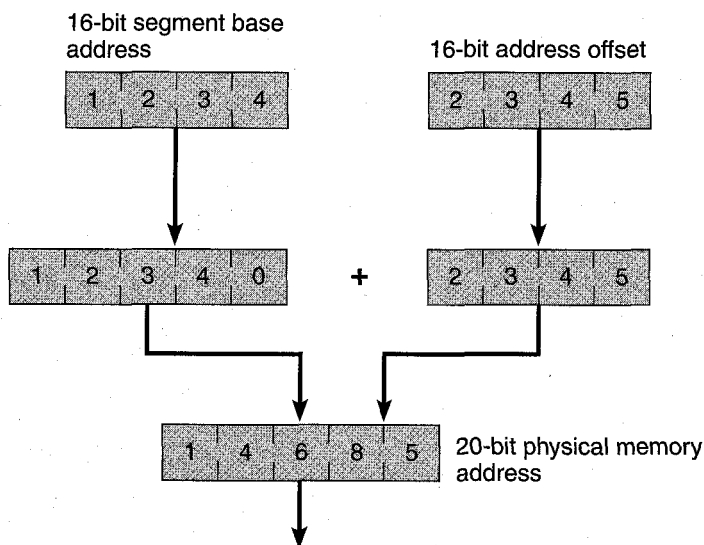 16-bit segment base
address
16-bit address offset
1 2 3 4
2 3 4 5
1 2 3 4 0 + 2 3 4 5
1 4 6 8 5
20-bit physical memory
address